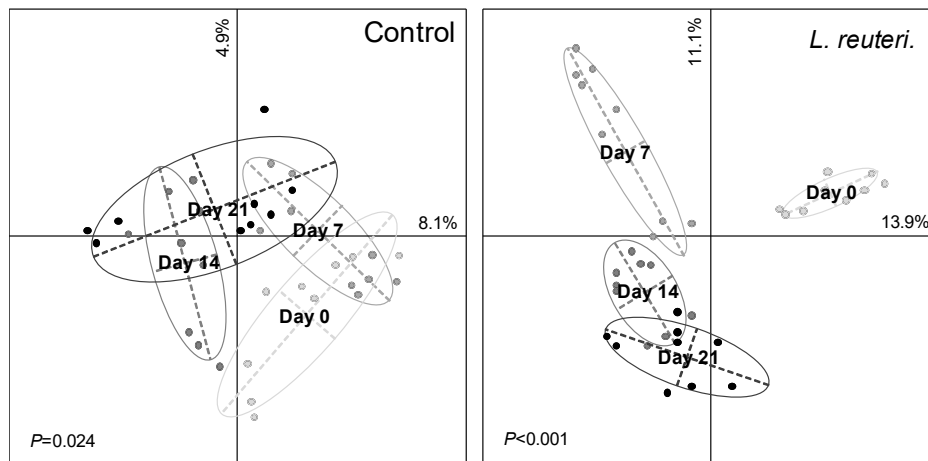 Control
4.9%
8.1%
Day 21
Day 7
Day 14
Day 0
P=0.024
L. reuteri.
11.1%
13.9%
Day 7
Day 0
Day 14
Day 21
P<0.001